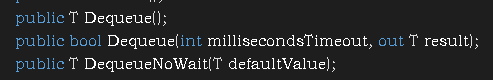 public T Dequeue();
public bool Dequeue(int millisecondsTimeout, out T result);
public T DequeueNoWait(T defaultValue);